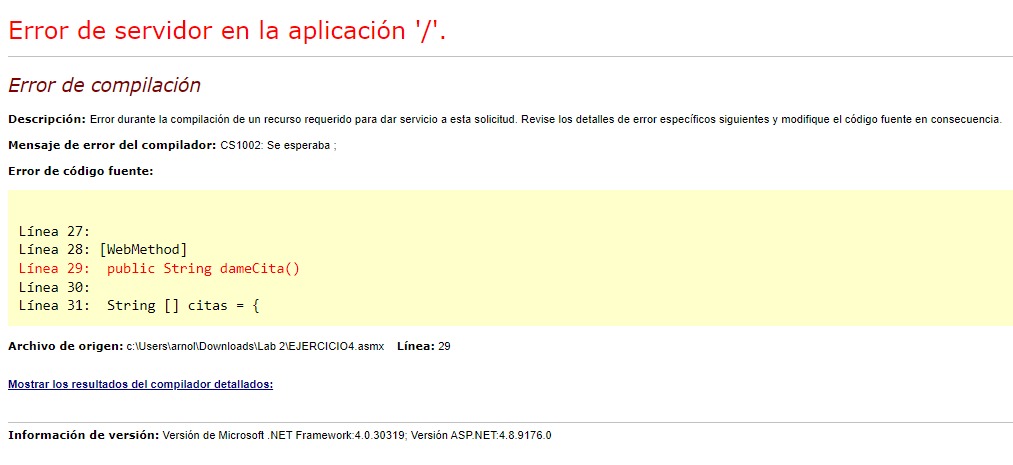 Error de servidor en la aplicación '/'.
Error de compilación
Descripción: Error durante la compilación de un recurso requerido para dar servicio a esta solicitud. Revise los detalles de error específicos siguientes y modifique el código fuente en consecuencia.
Mensaje de error del compilador: CS1002: Se esperaba ;
Error de código fuente:
Línea 27:
Línea 28: [WebMethod]
Línea 29:  public String dameCita()
Línea 30:
Línea 31:  String [] citas = {
Archivo de origen: c:\Users\arnol\Downloads\Lab 2\EJERCICIO4.asmx    Línea: 29
Mostrar los resultados del compilador detallados:
Información de versión: Versión de Microsoft .NET Framework:4.0.30319; Versión ASP.NET:4.8.9176.0